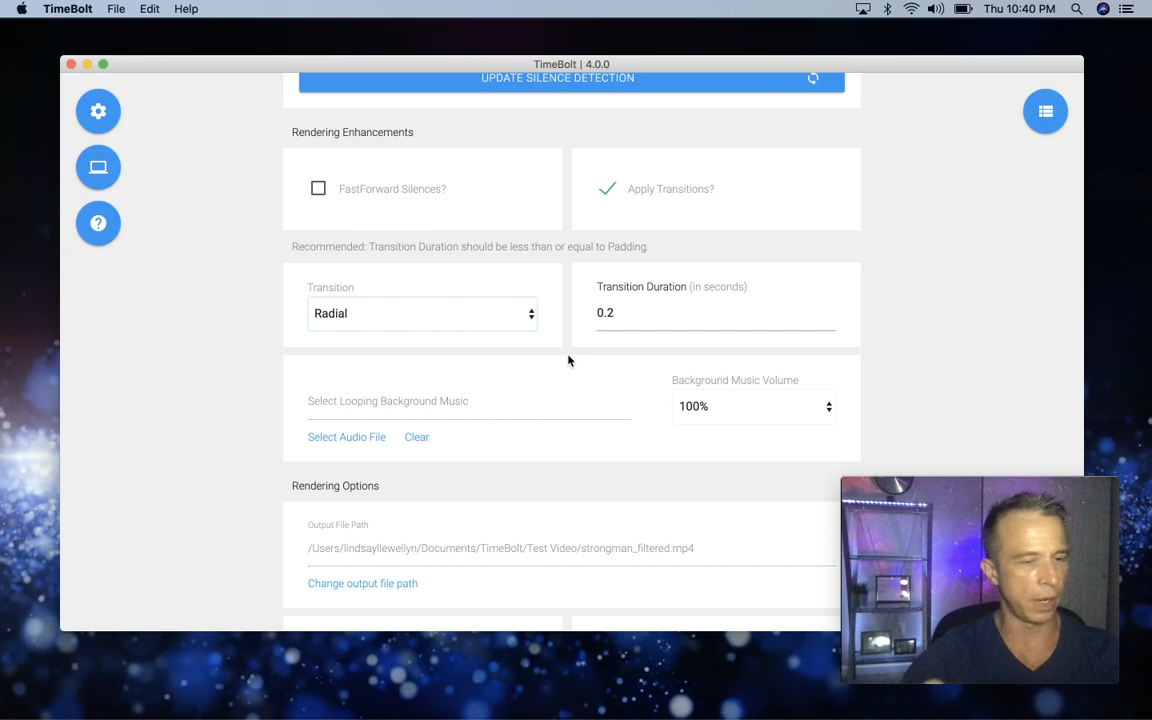 TimeBolt File Edit Help Thu 10:40 PM
TimeBolt | 4.0.0
UPDATE SILENCE DETECTION
Rendering Enhancements
FastForward Silences? Apply Transitions?
Recommended: Transition Duration should be less than or equal to Padding.
Transition Transition Duration (in seconds)
Radial 0.2
Background Music Volume
Select Looping Background Music 100%
Select Audio File Clear
Rendering Options
Output File Path
/Users/lindsayllewellyn/Documents/TimeBolt/Test Video/strongman_filtered.mp4
Change output file path